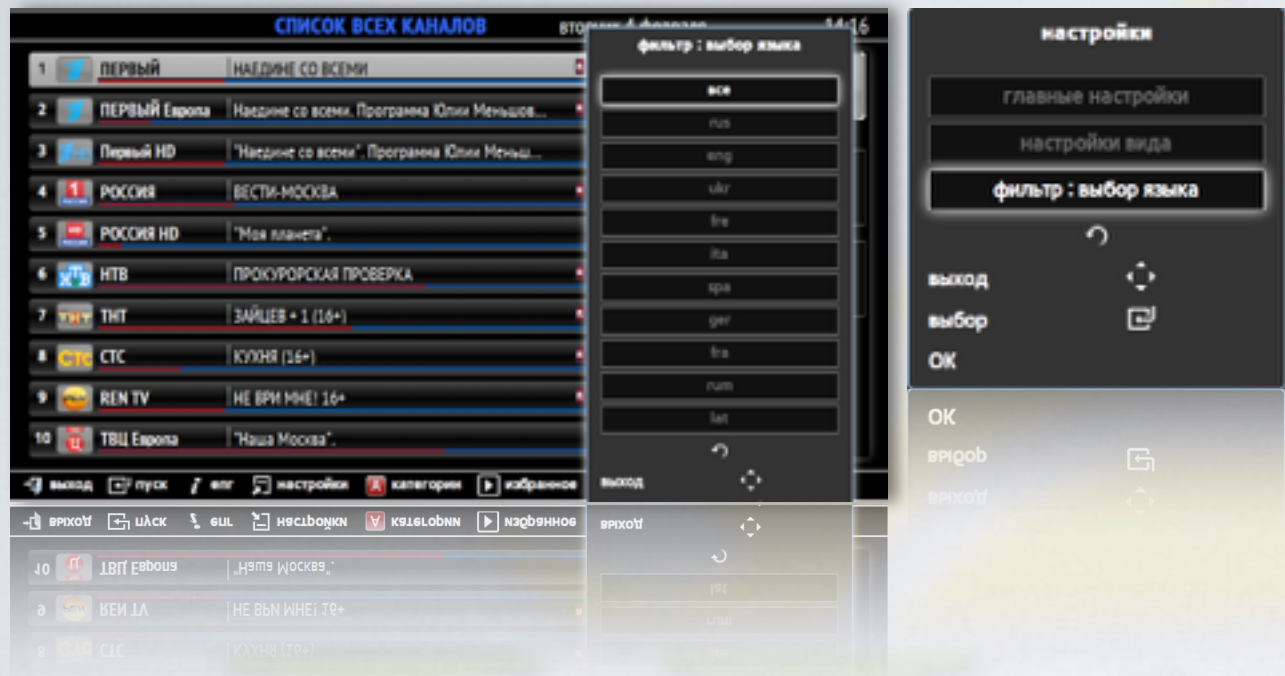 СПИСОК ВСЕХ КАНАЛОВ
14:16
1 ПЕРВЫЙ НАЕДИНЕ СО ВСЕМИ
2 ПЕРВЫЙ Европа Наедине со всеми. Программа Юлии Меньшов...
3 Первый HD "Наедине со всеми". Программа Юлии Меньш...
4 РОССИЯ ВЕСТИ-МОСКВА
5 РОССИЯ HD "Моя планета".
6 НТВ ПРОКУРОРСКАЯ ПРОВЕРКА
7 ТНТ ТНТ ЗАЙЦЕВ + 1 (16+)
8 СТС СТС КУХНЯ (16+)
9 REN TV НЕ ВРИ МНЕ! 16+
10 ТВЦ Европа "Наша Москва".
выход пуск i епг настройки A категории избранное
фильтр : выбор языка
все
rus
eng
ukr
fre
ita
spa
ger
fra
rum
lat
выход
настройки
главные настройки
настройки вида
фильтр : выбор языка
выход
выбор
ОК